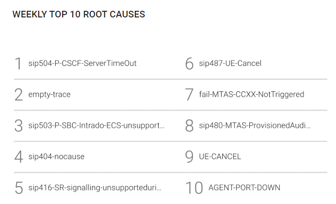 WEEKLY TOP 10 ROOT CAUSES
1 sip504-P-CSCF-ServerTimeOut
2 empty-trace
3 sip503-P-SBC-Intrado-ECS-unsupport...
4 sip404-nocause
5 sip416-SR-signalling-unsupporteduri...
6 sip487-UE-Cancel
7 fail-MTAS-CCXX-NotTriggered
8 sip480-MTAS-ProvisionedAudi...
9 UE-CANCEL
10 AGENT-PORT-DOWN